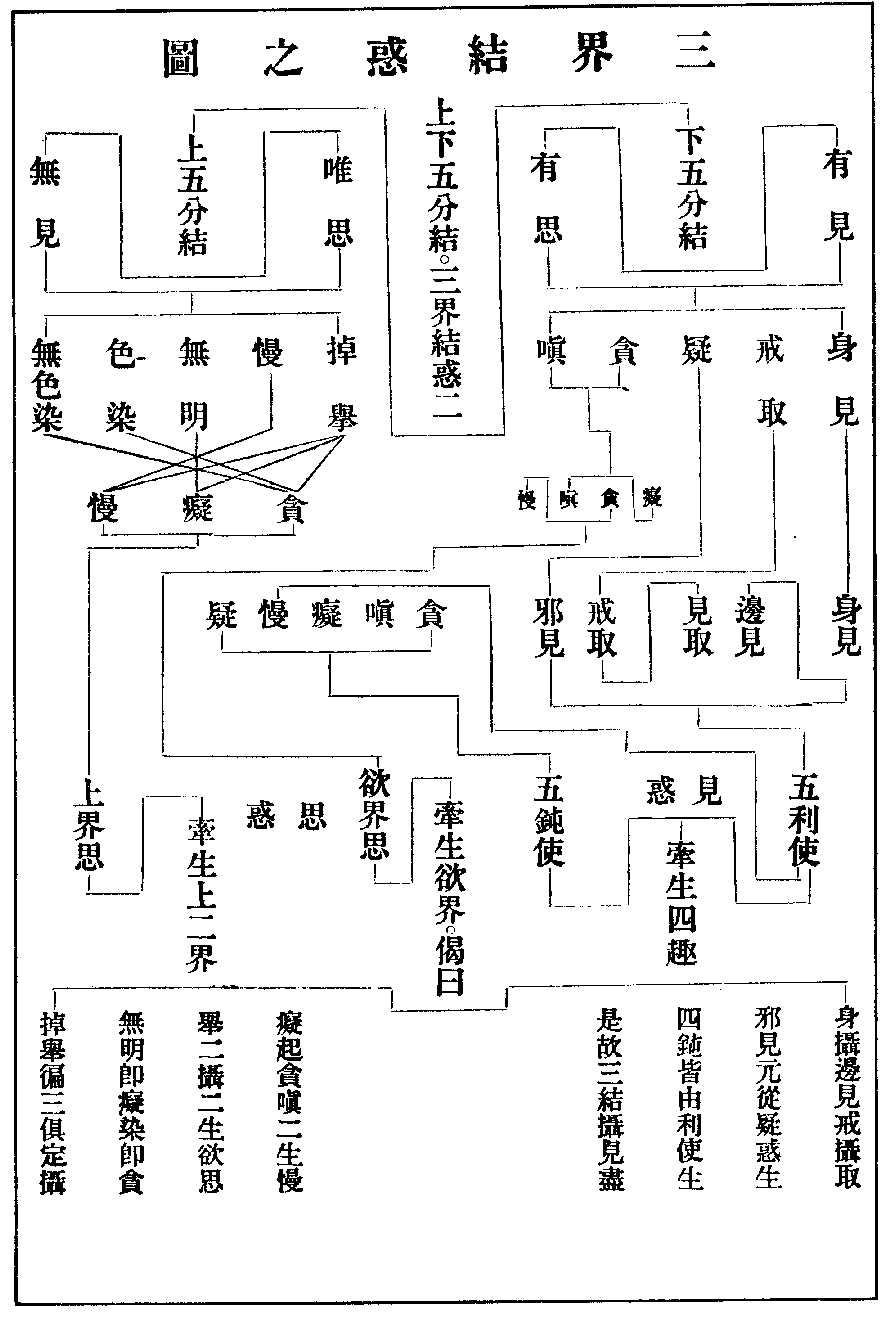 三界結惑之圖
上下五分結。三界結惑二
下五分結
有見
有思
上五分結
唯思
無見
身見
戒取
疑
貪
嗔
掉舉
慢
無明
色染
無色染
癡
貪
嗔
慢
貪
癡
慢
身見
邊見
見取
戒取
邪見
貪
嗔
癡
慢
疑
五利使
見惑
五鈍使
牽生四趣
欲界思
思惑
上界思
牽生欲界。偈曰
牽生上二界
身攝邊見戒攝取
邪見元從疑惑生
四鈍皆由利使生
是故三結攝見盡
癡起貪嗔二生慢
舉二攝二生欲思
無明卽癡染卽貪
掉舉徧三俱定攝